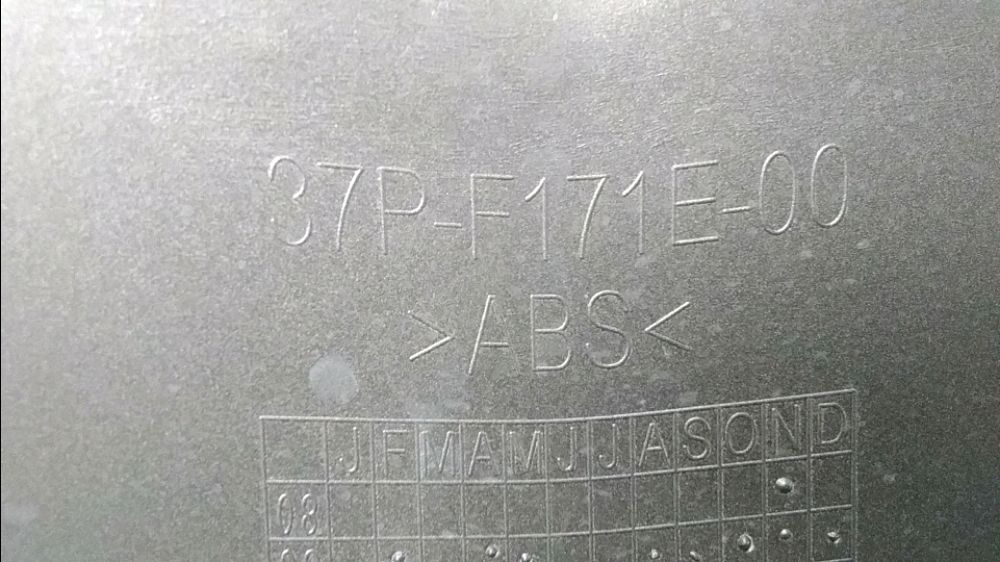 37P-F171E-00
>ABS<
J F M A M J J A S O N D
08